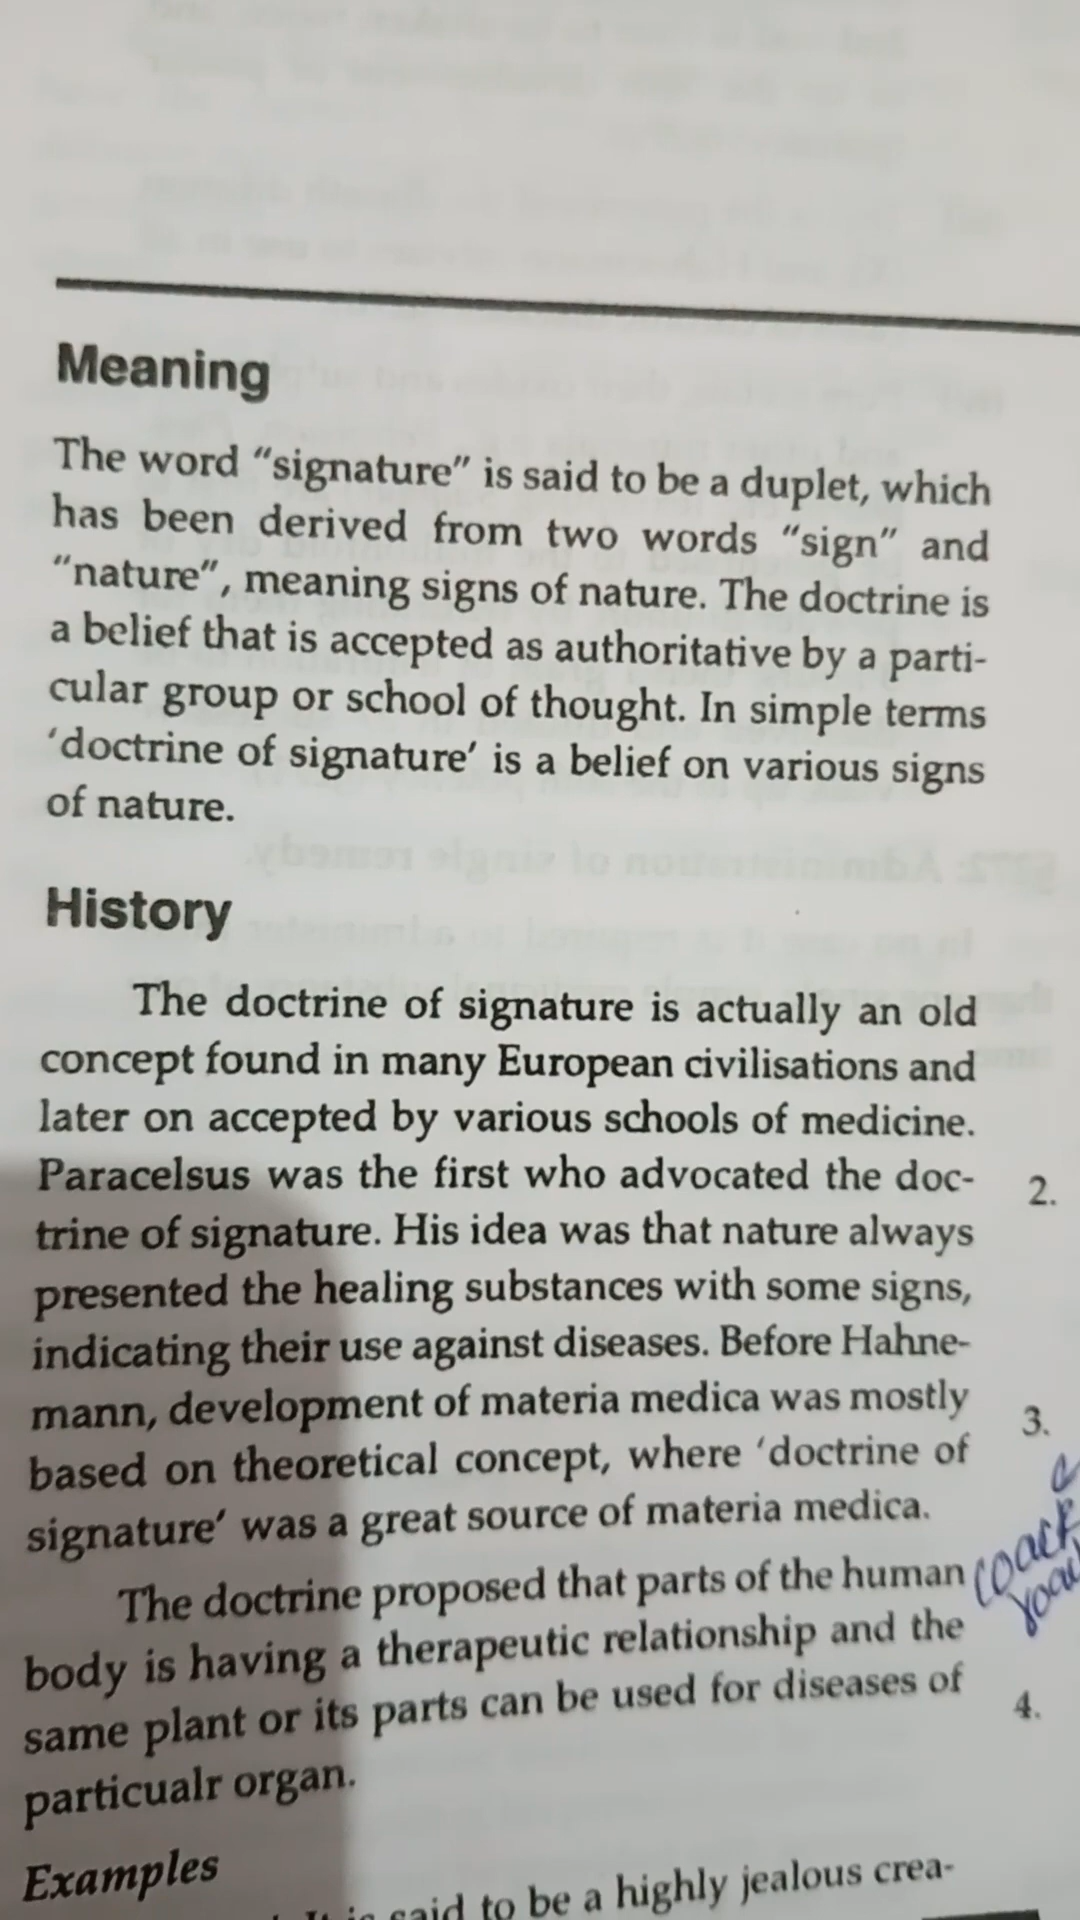 Meaning
The word “signature” is said to be a duplet, which
has been derived from two words “sign” and
“nature”, meaning signs of nature. The doctrine is
a belief that is accepted as authoritative by a parti-
cular group or school of thought. In simple terms
‘doctrine of signature’ is a belief on various signs
of nature.
History
The doctrine of signature is actually an old
concept found in many European civilisations and
later on accepted by various schools of medicine.
Paracelsus was the first who advocated the doc-
trine of signature. His idea was that nature always
presented the healing substances with some signs,
indicating their use against diseases. Before Hahne-
mann, development of materia medica was mostly
based on theoretical concept, where ‘doctrine of
signature’ was a great source of materia medica.
The doctrine proposed that parts of the human
body is having a therapeutic relationship and the
same plant or its parts can be used for diseases of
particualr organ.
Examples
said to be a highly jealous crea-
2.
3.
4.